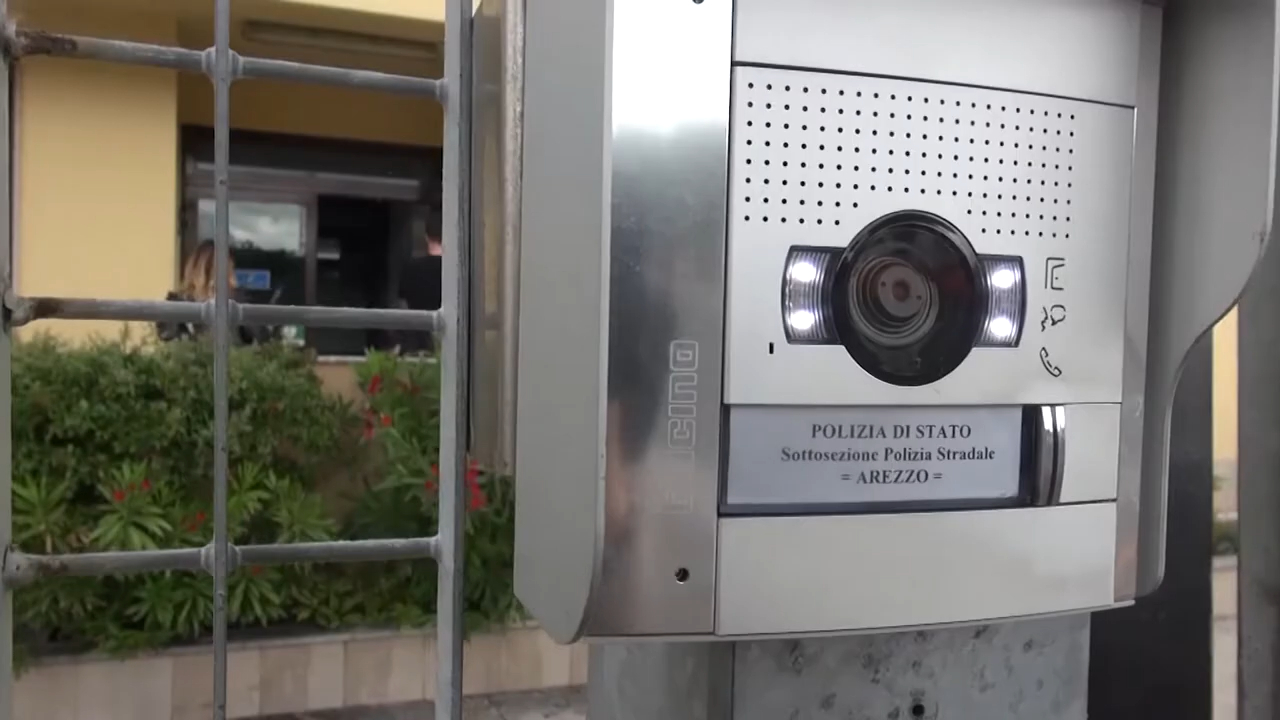 POLIZIA DI STATO
Sottosezione Polizia Stradale
= AREZZO =